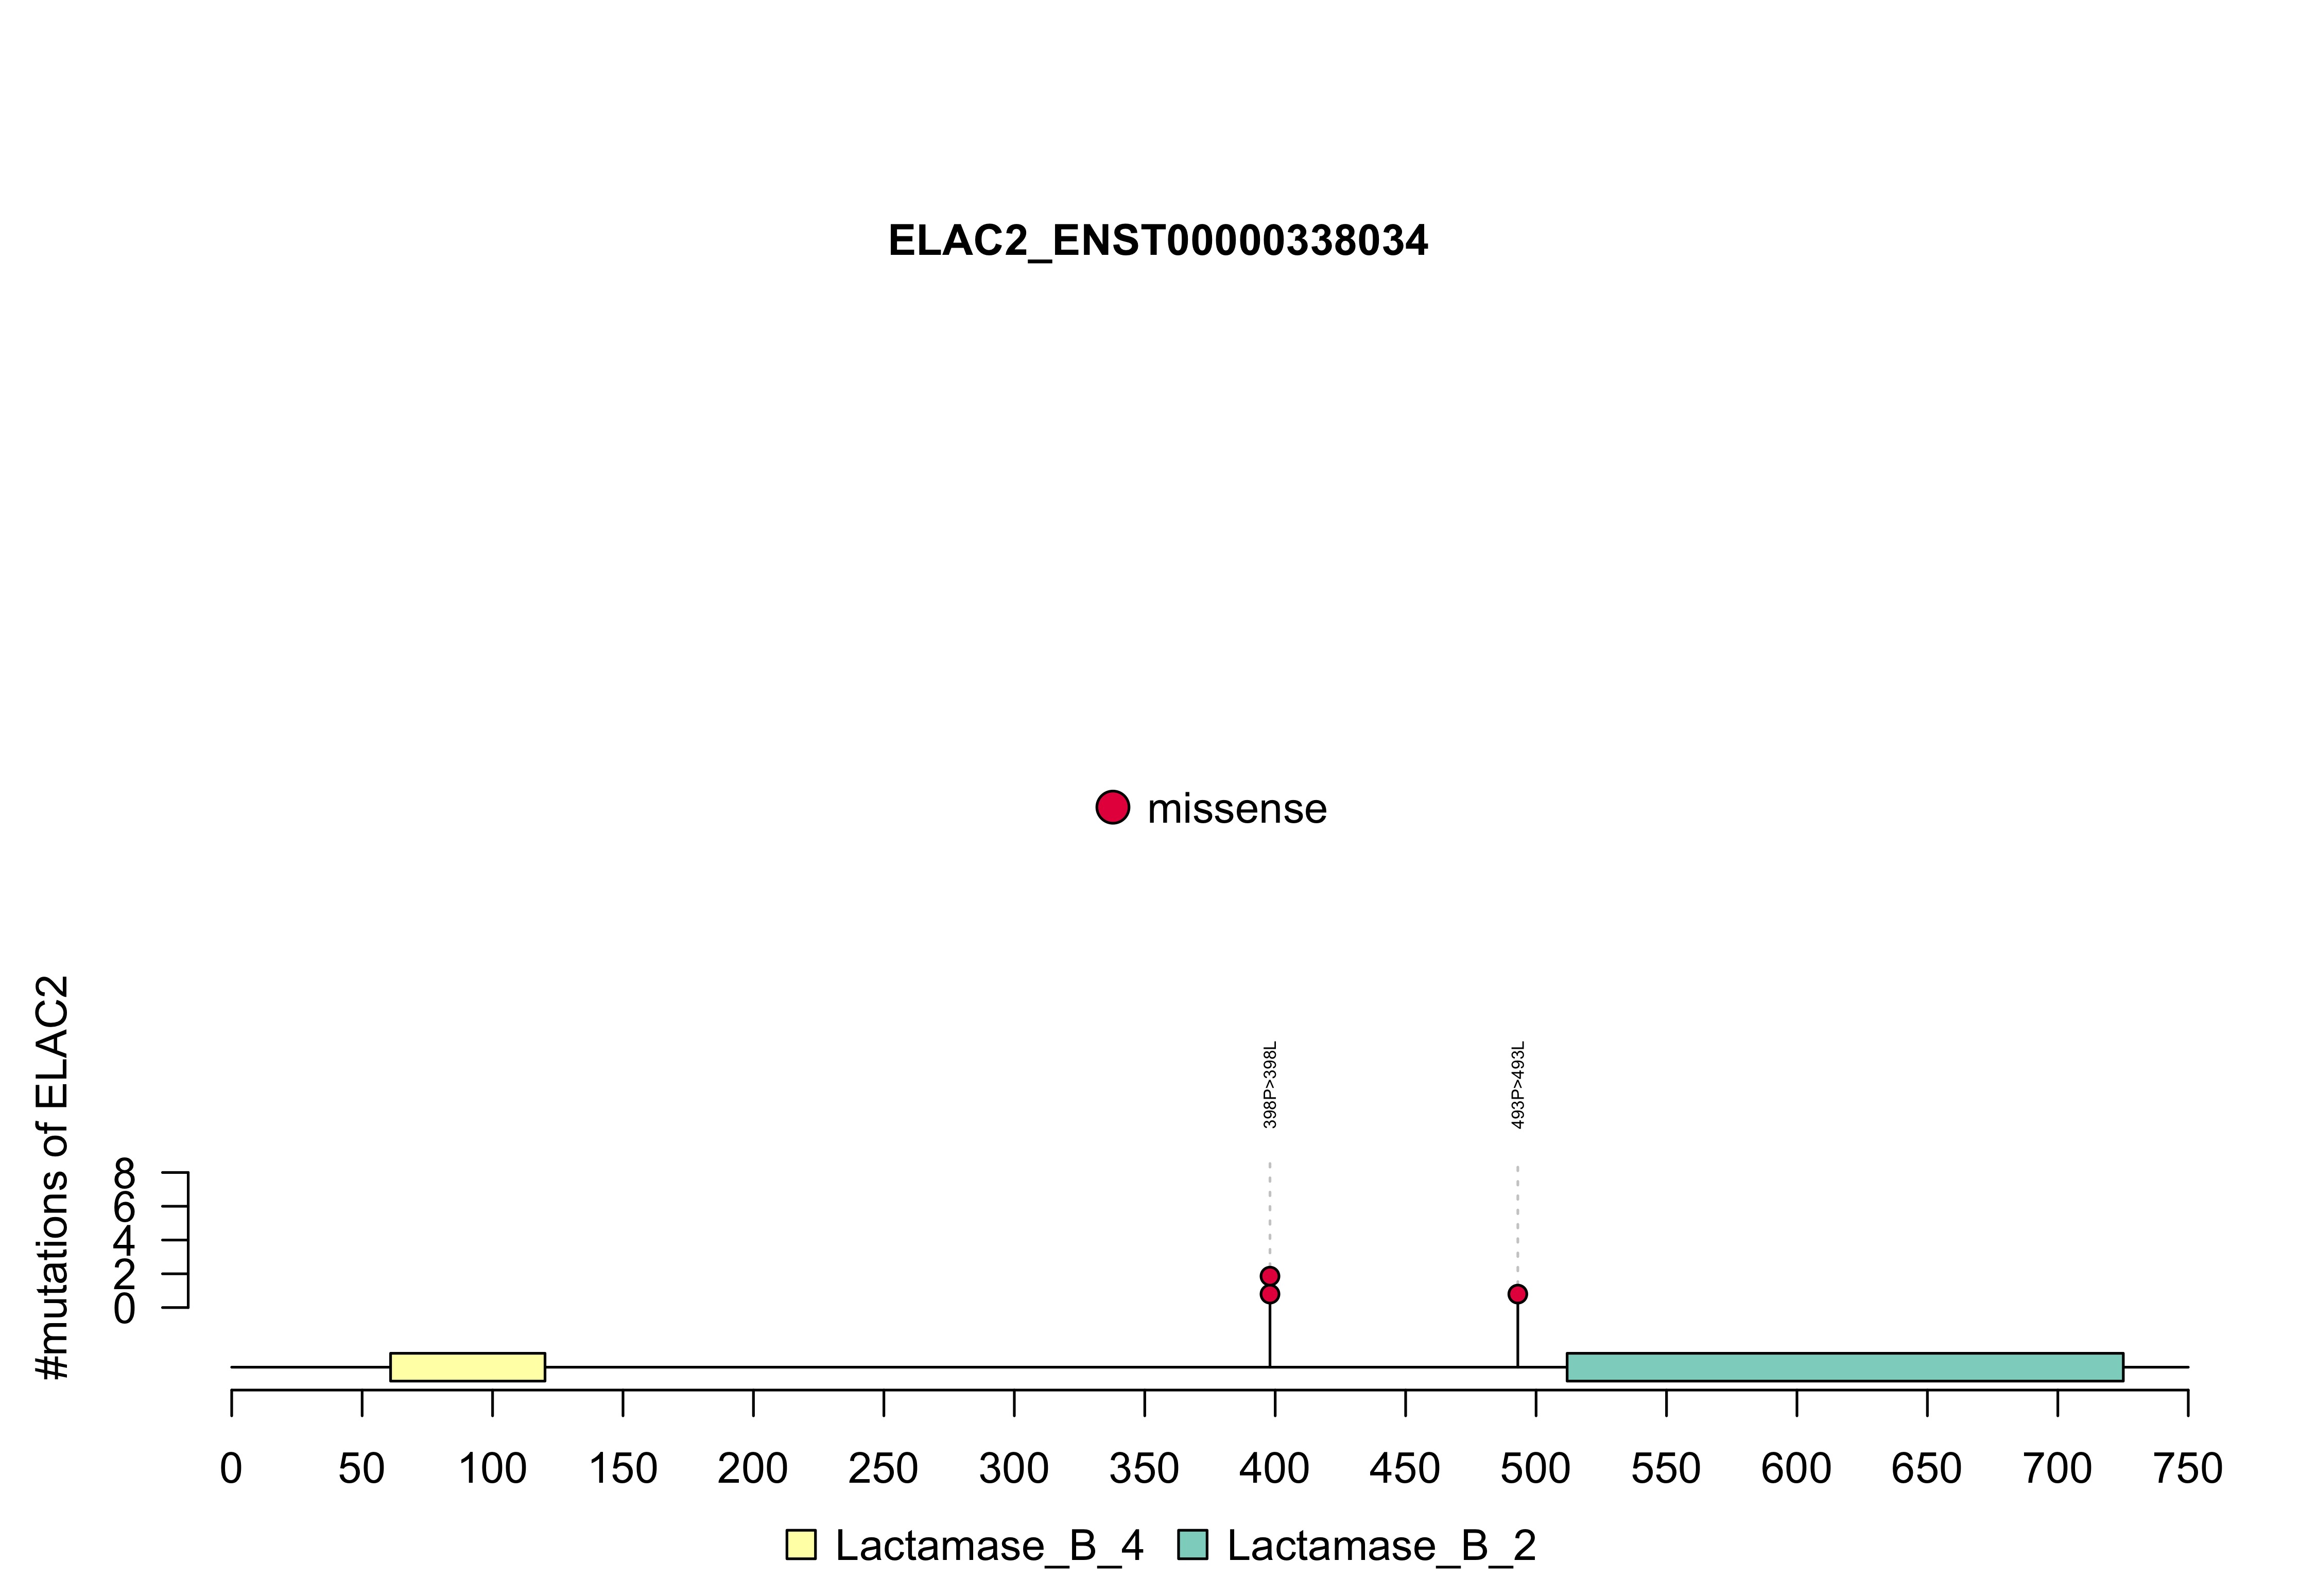 ELAC2_ENST00000338034
missense
#mutations of ELAC2
398P>398L
493P>493L
8
6
4
2
0
0 50 100 150 200 250 300 350 400 450 500 550 600 650 700 750
Lactamase_B_4 Lactamase_B_2